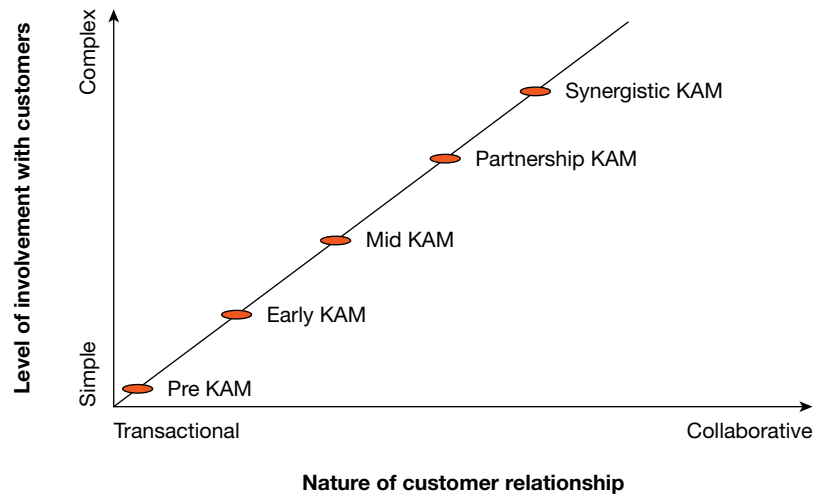 Level of involvement with customers
Complex
Simple
Synergistic KAM
Partnership KAM
Mid KAM
Early KAM
Pre KAM
Transactional
Collaborative
Nature of customer relationship